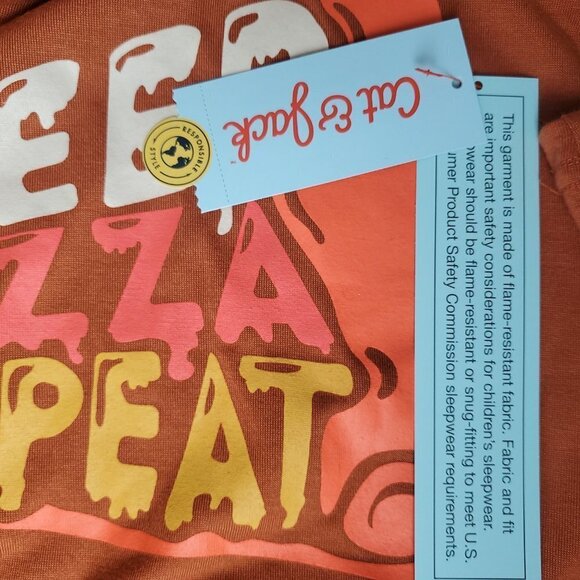 EEP
ZZA
PEAT
Cat & Jack
™
RESPONSIBLE
STYLE
This garment is made of flame-resistant fabric. Fabric and fit
are important safety considerations for children's sleepwear.
wear should be flame-resistant or snug-fitting to meet U.S.
umer Product Safety Commission sleepwear requirements.